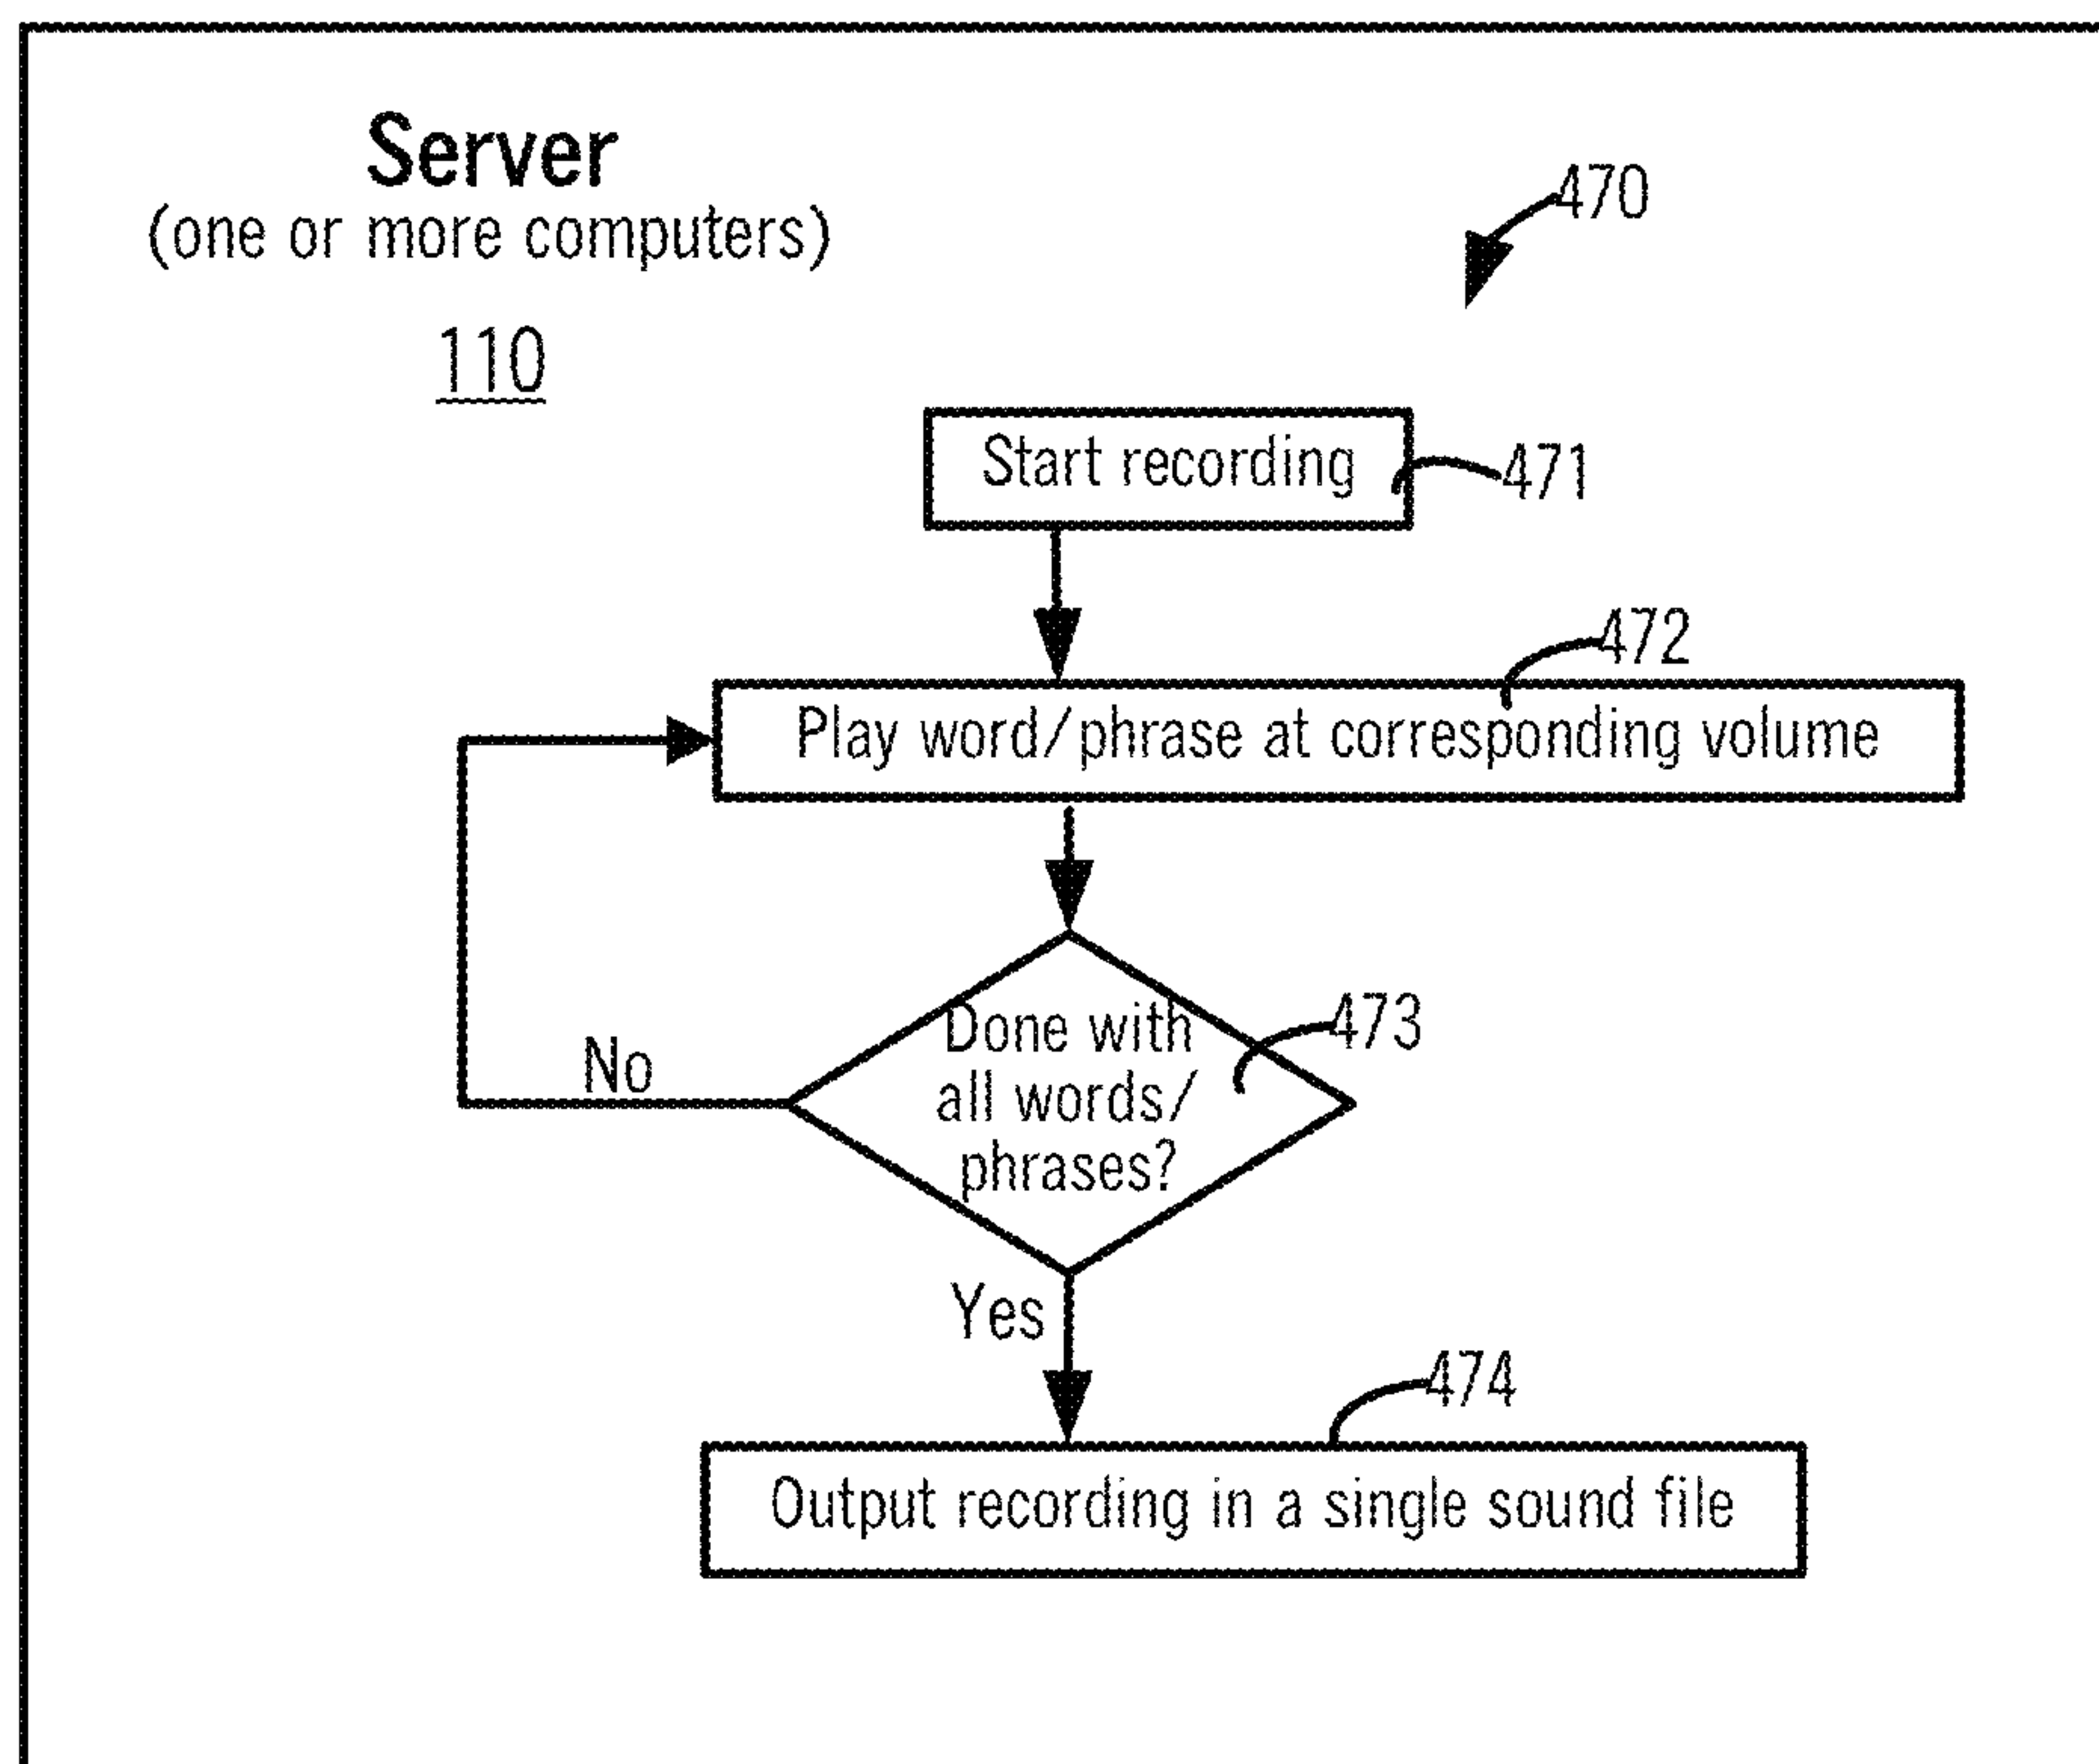 Server
(one or more computers)
110
470
Start recording
471
472
Play word/phrase at corresponding volume
Done with
all words/
phrases?
473
No
Yes
474
Output recording in a single sound file